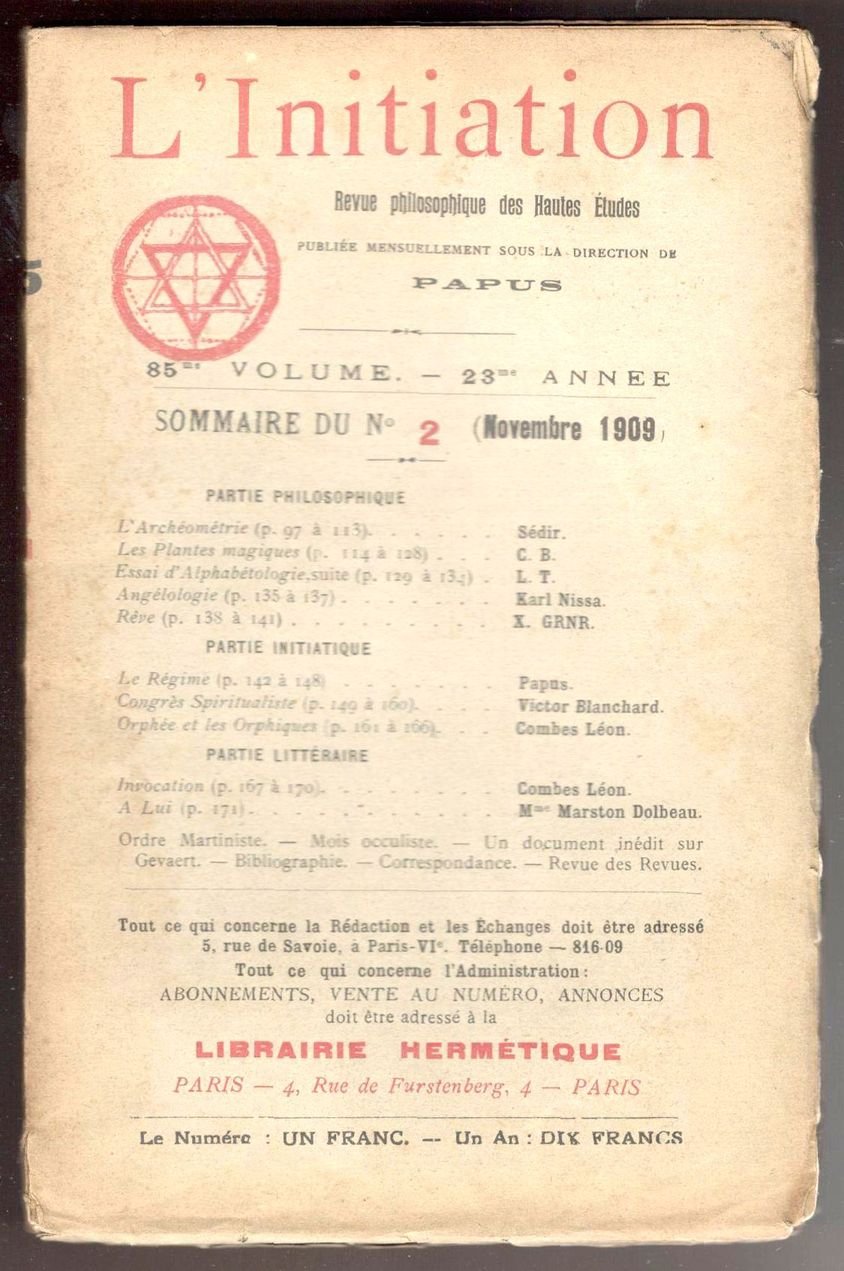 L'Initiation
Revue philosophique des Hautes Études
PUBLIÉE MENSUELLEMENT SOUS LA DIRECTION DE
PAPUS
5
85me VOLUME. — 23me ANNEE
SOMMAIRE DU No 2 (Novembre 1909)
PARTIE PHILOSOPHIQUE
L'Archéométrie (p. 97 à 113). . . . . . Sédir.
Les Plantes magiques (p. 114 à 128) . . . C. B.
Essai d'Alphabétologie, suite (p. 129 à 134) . L. T.
Angélologie (p. 135 à 137) . . . . . . . Karl Nissa.
Rêve (p. 138 à 141) . . . . . . . . . X. GRNR.
PARTIE INITIATIQUE
Le Régime (p. 142 à 148) . . . . . . . Papus.
Congrès Spiritualiste (p. 149 à 160). . . . Victor Blanchard.
Orphée et les Orphiques (p. 161 à 166). . . Combes Léon.
PARTIE LITTÉRAIRE
Invocation (p. 167 à 170). . . . . . . . Combes Léon.
A Lui (p. 171) . . . . . . . . . . Mme Marston Dolbeau.
Ordre Martiniste. — Mois occultiste. — Un document inédit sur
Gevaert. — Bibliographie. — Correspondance. — Revue des Revues.
Tout ce qui concerne la Rédaction et les Échanges doit être adressé
5, rue de Savoie, à Paris-VIe. Téléphone — 816-09
Tout ce qui concerne l'Administration :
ABONNEMENTS, VENTE AU NUMÉRO, ANNONCES
doit être adressé à la
LIBRAIRIE HERMÉTIQUE
PARIS — 4, Rue de Furstenberg, 4 — PARIS
Le Numéro : UN FRANC. -- Un An : DIX FRANCS